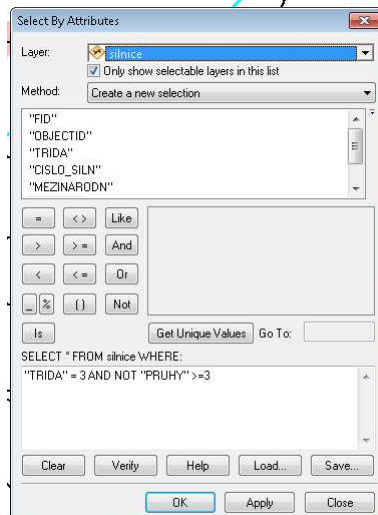 Select By Attributes
Layer: silnice
Only show selectable layers in this list
Method: Create a new selection
"FID"
"OBJECTID"
"TRIDA"
"CISLO_SILN"
"MEZINARODN"
= < > Like
> > = And
< < = Or
_ % ( ) Not
Is Get Unique Values Go To:
SELECT * FROM silnice WHERE:
"TRIDA" = 3 AND NOT "PRUHY" >=3
Clear Verify Help Load... Save...
OK Apply Close